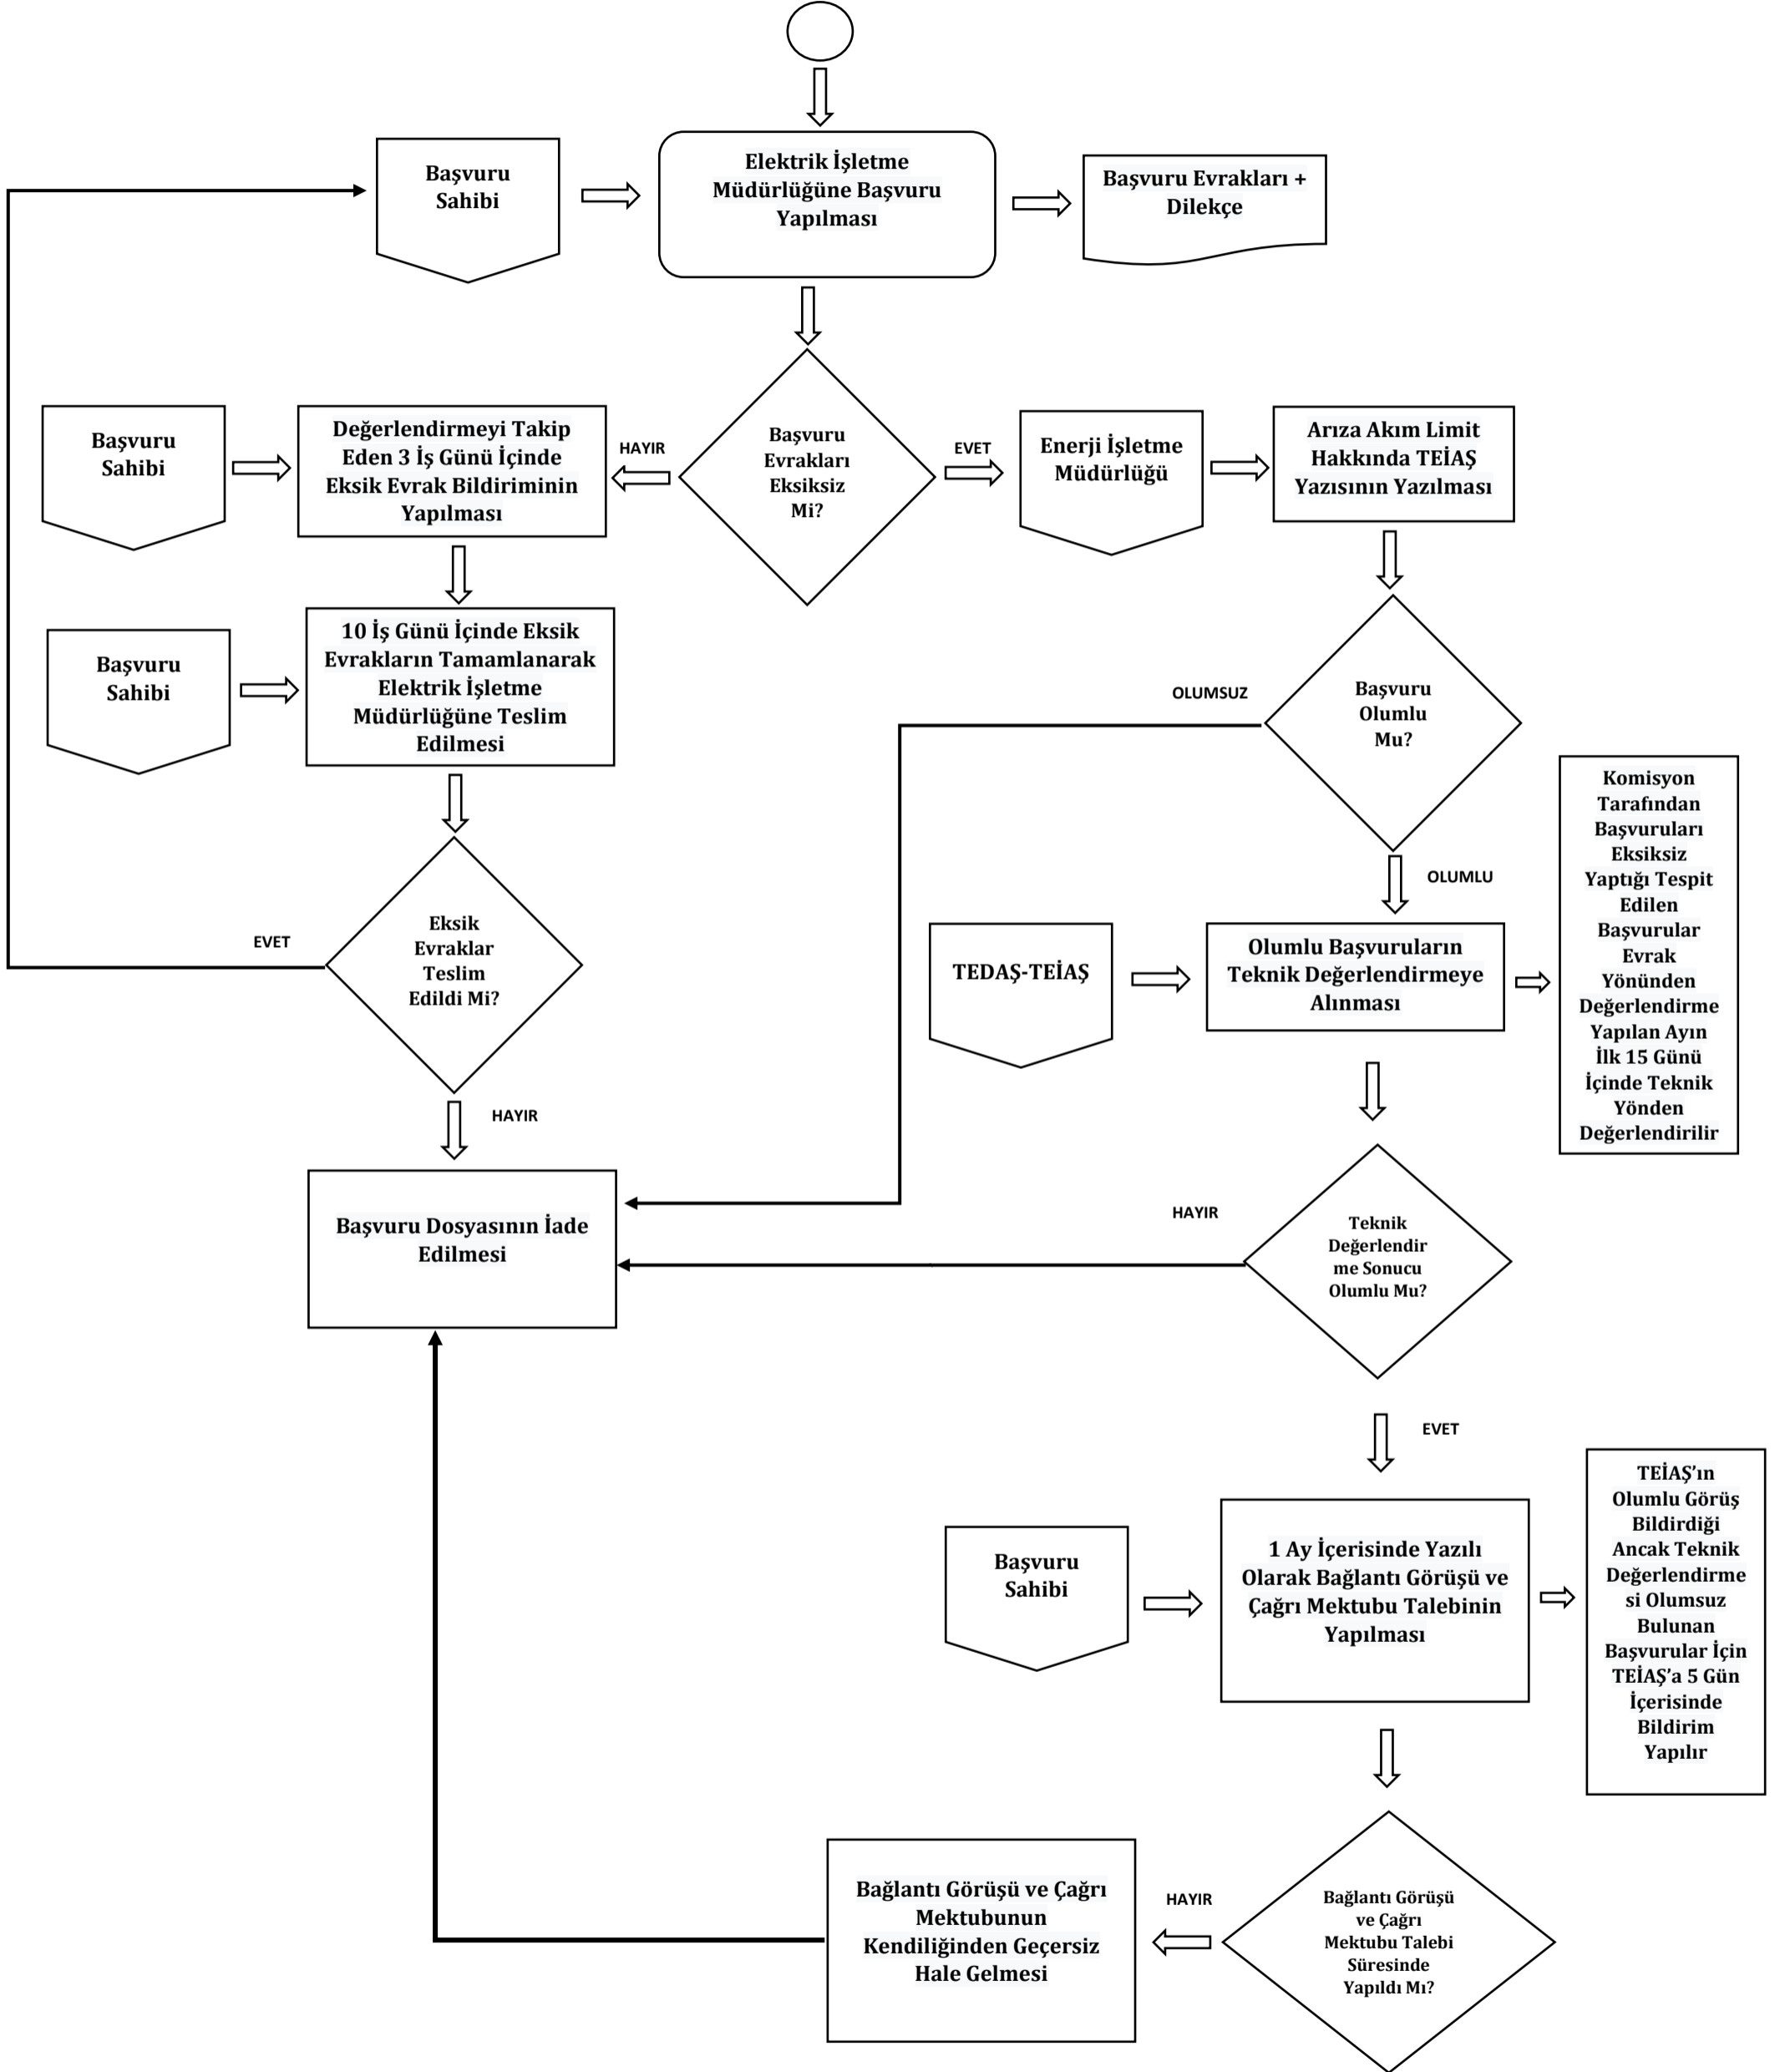 Başvuru
Sahibi
Elektrik İşletme
Müdürlüğüne Başvuru
Yapılması
Başvuru Evrakları +
Dilekçe
Başvuru
Sahibi
Değerlendirmeyi Takip
Eden 3 İş Günü İçinde
Eksik Evrak Bildiriminin
Yapılması
HAYIR
Başvuru
Evrakları
Eksiksiz
Mi?
EVET
Enerji İşletme
Müdürlüğü
Arıza Akım Limit
Hakkında TEİAŞ
Yazısının Yazılması
Başvuru
Sahibi
10 İş Günü İçinde Eksik
Evrakların Tamamlanarak
Elektrik İşletme
Müdürlüğüne Teslim
Edilmesi
OLUMSUZ
Başvuru
Olumlu
Mu?
OLUMLU
Komisyon
Tarafından
Başvuruları
Eksiksiz
Yaptığı Tespit
Edilen
Başvurular
Evrak
Yönünden
Değerlendirme
Yapılan Ayın
İlk 15 Günü
İçinde Teknik
Yönden
Değerlendirilir
EVET
Eksik
Evraklar
Teslim
Edildi Mi?
TEDAŞ-TEİAŞ
Olumlu Başvuruların
Teknik Değerlendirmeye
Alınması
HAYIR
Başvuru Dosyasının İade
Edilmesi
HAYIR
Teknik
Değerlendir
me Sonucu
Olumlu Mu?
EVET
Başvuru
Sahibi
1 Ay İçerisinde Yazılı
Olarak Bağlantı Görüşü ve
Çağrı Mektubu Talebinin
Yapılması
TEİAŞ’ın
Olumlu Görüş
Bildirdiği
Ancak Teknik
Değerlendirme
si Olumsuz
Bulunan
Başvurular İçin
TEİAŞ’a 5 Gün
İçerisinde
Bildirim
Yapılır
Bağlantı Görüşü ve Çağrı
Mektubunun
Kendiliğinden Geçersiz
Hale Gelmesi
HAYIR
Bağlantı Görüşü
ve Çağrı
Mektubu Talebi
Süresinde
Yapıldı Mı?